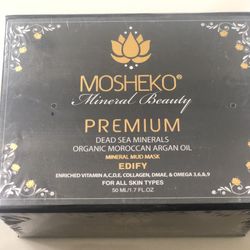 MOSHEKO®
Mineral Beauty
PREMIUM
DEAD SEA MINERALS
ORGANIC MOROCCAN ARGAN OIL
MINERAL MUD MASK
EDIFY
ENRICHED VITAMIN A,C,D,E, COLLAGEN, DMAE, & OMEGA 3,6,8,9
FOR ALL SKIN TYPES
50 ML/1.7 FL.OZ